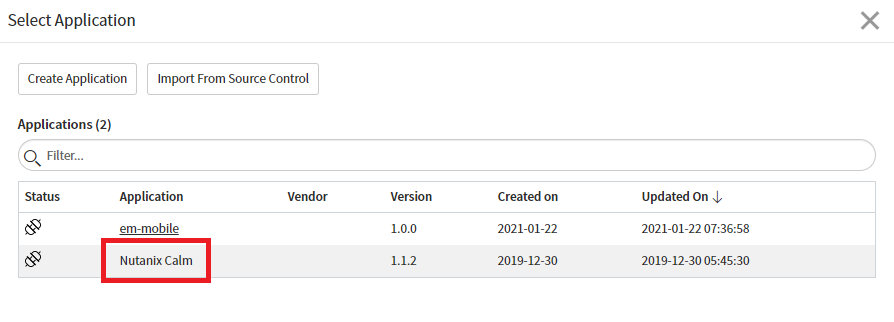 Select Application
Create Application Import From Source Control
Applications (2)
Filter...
Status Application Vendor Version Created on Updated On
em-mobile 1.0.0 2021-01-22 2021-01-22 07:36:58
Nutanix Calm 1.1.2 2019-12-30 2019-12-30 05:45:30